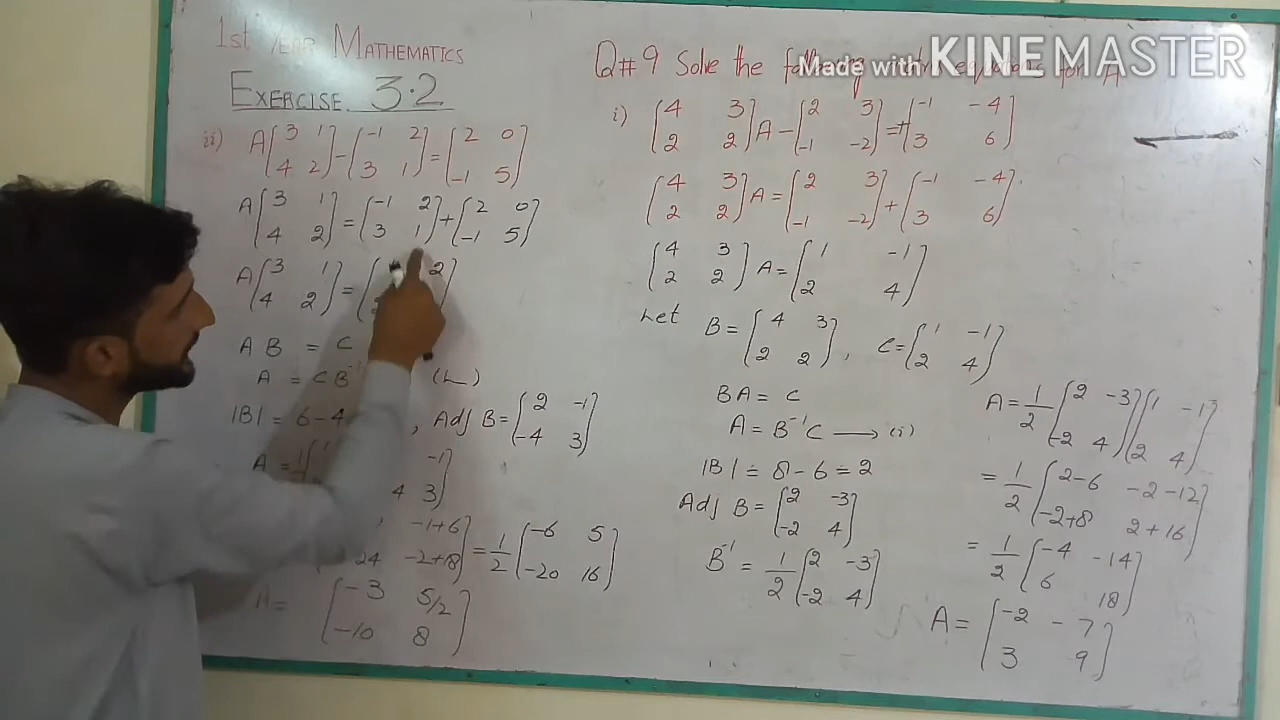 1st YEAR MATHEMATICS
EXERCISE 3.2
ii) A[3 1 4 2] - [-1 2 3 1] = [2 0 -1 5]
A[3 1 4 2] = [-1 2 3 1] + [2 0 -1 5]
A[3 1 4 2] = [ 2
AB = C
A = CB⁻¹ (L)
|B| = 6-4 , Adj B = [2 -1 -4 3]
A = 1 -1 4 3]
-1+6 24 -2+18] = 1/2 [-6 5 -20 16]
A = [-3 5/2 -10 8]
Q#9 Solve the for A
Made with KINEMASTER
i) [4 3 2 2]A - [2 3 -1 -2] = +[-1 -4 3 6]
[4 3 2 2]A = [2 3 -1 -2] + [-1 -4 3 6]
[4 3 2 2]A = [1 -1 2 4]
Let B = [4 3 2 2], C = [1 -1 2 4]
BA = C
A = B⁻¹C → (i)
|B| = 8-6 = 2
Adj B = [2 -3 -2 4]
B⁻¹ = 1/2 [2 -3 -2 4]
A = 1/2 [2 -3 -2 4][1 -1 2 4]
= 1/2 [2-6 -2-12 -2+8 2+16]
= 1/2 [-4 -14 6 18]
A = [-2 -7 3 9]